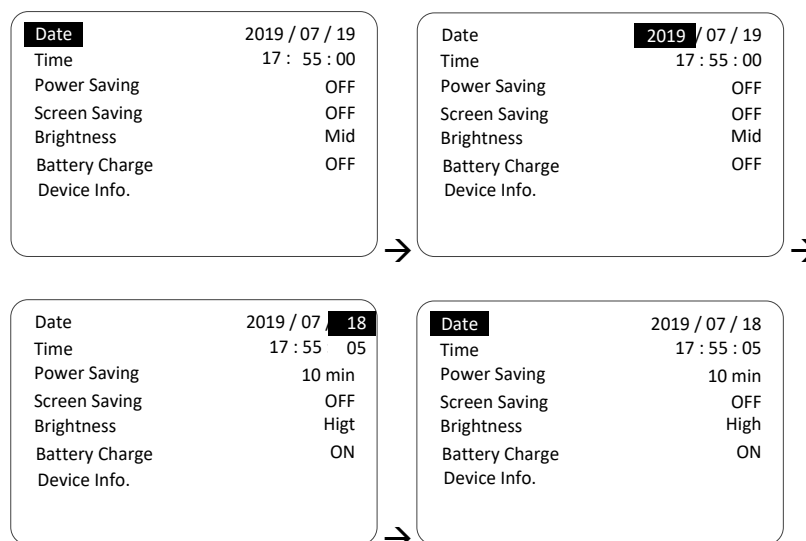 Date 2019 / 07 / 19
Time 17 : 55 : 00
Power Saving OFF
Screen Saving OFF
Brightness Mid
Battery Charge OFF
Device Info.
→
Date 2019 / 07 / 19
Time 17 : 55 : 00
Power Saving OFF
Screen Saving OFF
Brightness Mid
Battery Charge OFF
Device Info.
→
Date 2019 / 07 / 18
Time 17 : 55 05
Power Saving 10 min
Screen Saving OFF
Brightness Higt
Battery Charge ON
Device Info.
→
Date 2019 / 07 / 18
Time 17 : 55 : 05
Power Saving 10 min
Screen Saving OFF
Brightness High
Battery Charge ON
Device Info.